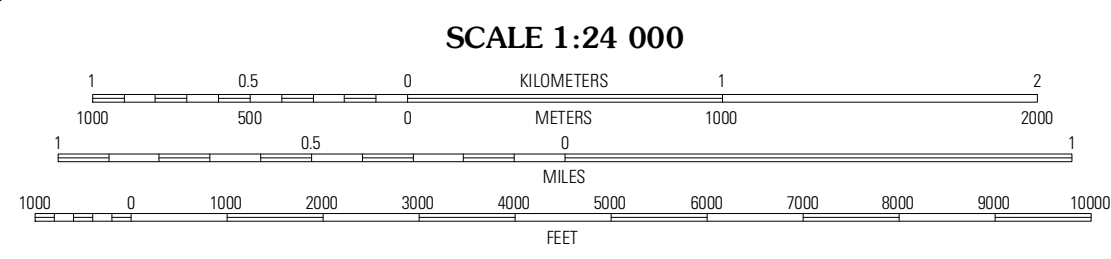 SCALE 1:24 000
1 0.5 0 KILOMETERS 1 2
1000 500 0 METERS 1000 2000
1 0.5 0 1
MILES
1000 0 1000 2000 3000 4000 5000 6000 7000 8000 9000 10000
FEET